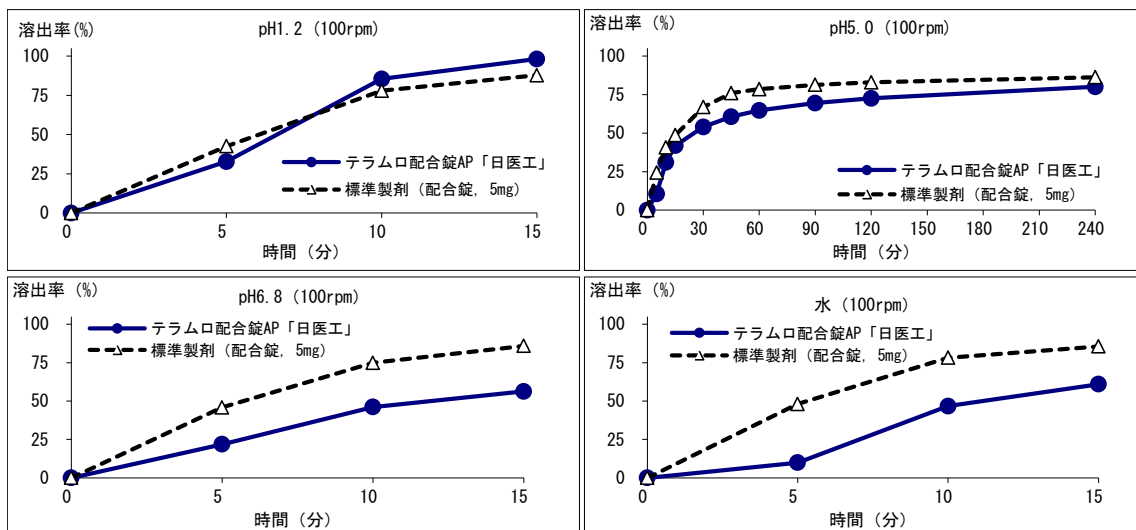 溶出率(%)
pH1.2 (100rpm)
100
75
50
25
0
テラムロ配合錠AP「日医工」
標準製剤(配合錠, 5mg)
0 5 10 15
時間(分)
溶出率(%)
pH5.0 (100rpm)
100
75
50
25
0
テラムロ配合錠AP「日医工」
標準製剤(配合錠, 5mg)
0 30 60 90 120 150 180 210 240
時間(分)
溶出率 (%)
pH6.8 (100rpm)
100
75
50
25
0
テラムロ配合錠AP「日医工」
標準製剤(配合錠, 5mg)
0 5 10 15
時間(分)
溶出率 (%)
水 (100rpm)
100
75
50
25
0
テラムロ配合錠AP「日医工」
標準製剤(配合錠, 5mg)
0 5 10 15
時間(分)